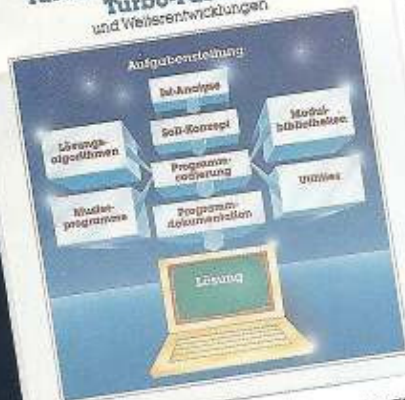 Turbo-Pascal
und Weiterentwicklungen
Aufgabenstellung
Ist-Analyse
Soll-Konzept
Lösungs-
algorithmen
Modul-
bibliotheken
Programm-
codierung
Muster-
programme
Utilities
Programm-
dokumentation
Lösung